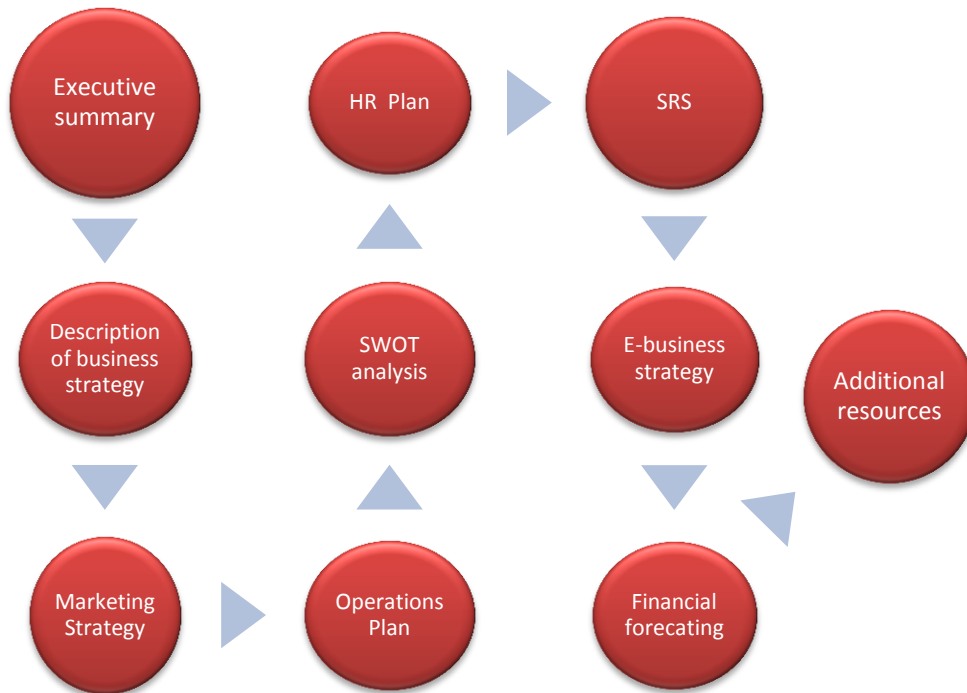 Executive
summary
Description
of business
strategy
Marketing
Strategy
Operations
Plan
SWOT
analysis
HR Plan
SRS
E-business
strategy
Financial
forecating
Additional
resources